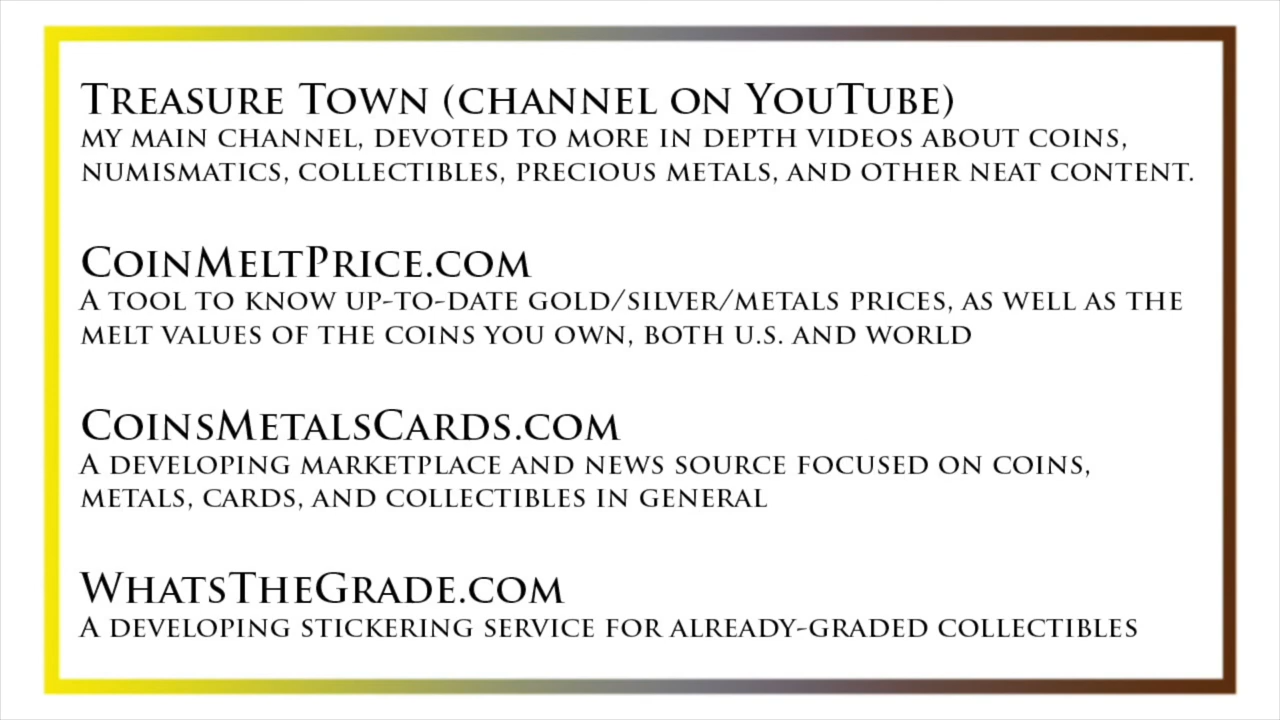 Treasure Town (channel on YouTube)
my main channel, devoted to more in depth videos about coins,
numismatics, collectibles, precious metals, and other neat content.
CoinMeltPrice.com
A tool to know up-to-date gold/silver/metals prices, as well as the
melt values of the coins you own, both U.S. and world
CoinsMetalsCards.com
A developing marketplace and news source focused on coins,
metals, cards, and collectibles in general
WhatsTheGrade.com
A developing stickering service for already-graded collectibles